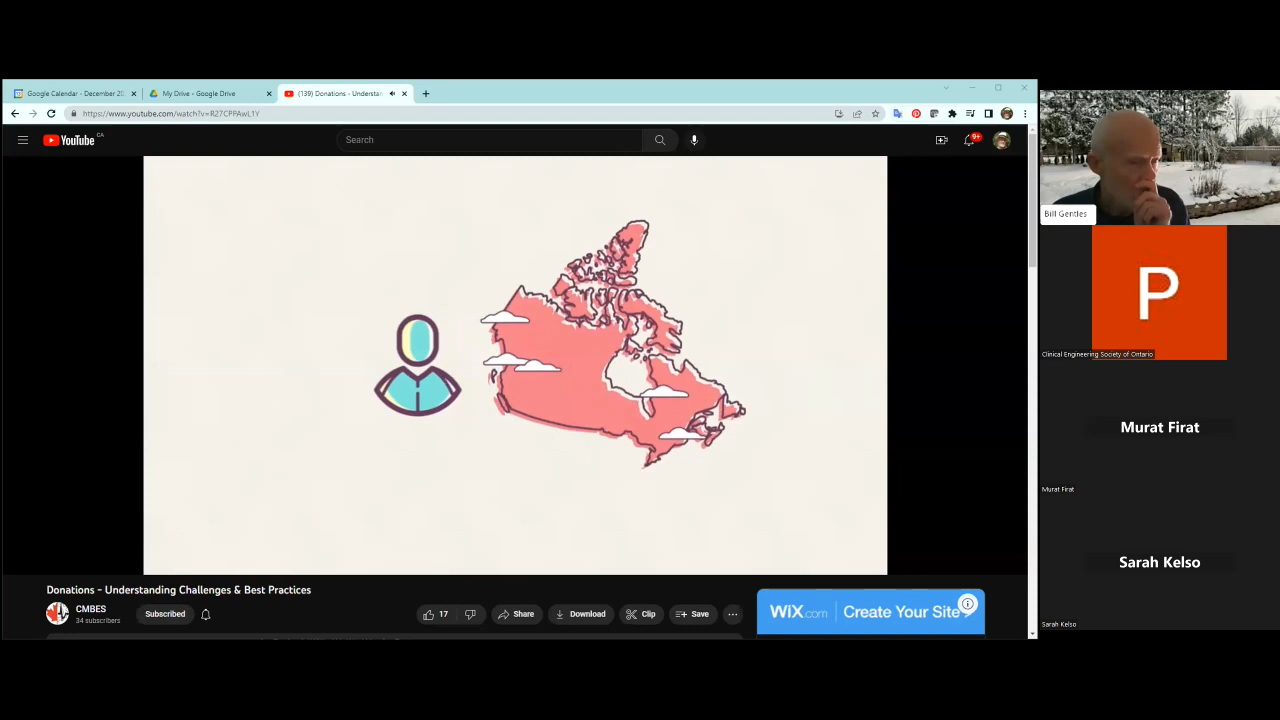 Google Calendar - December 20
My Drive - Google Drive
(139) Donations - Understan
https://www.youtube.com/watch?v=R27CPPAwL1Y
YouTube CA
Search
9+
Bill Gentles
P
Clinical Engineering Society of Ontario
Murat Firat
Murat Firat
Sarah Kelso
Sarah Kelso
Donations - Understanding Challenges & Best Practices
CMBES
34 subscribers
Subscribed
17
Share
Download
Clip
Save
WiX.com
Create Your Site